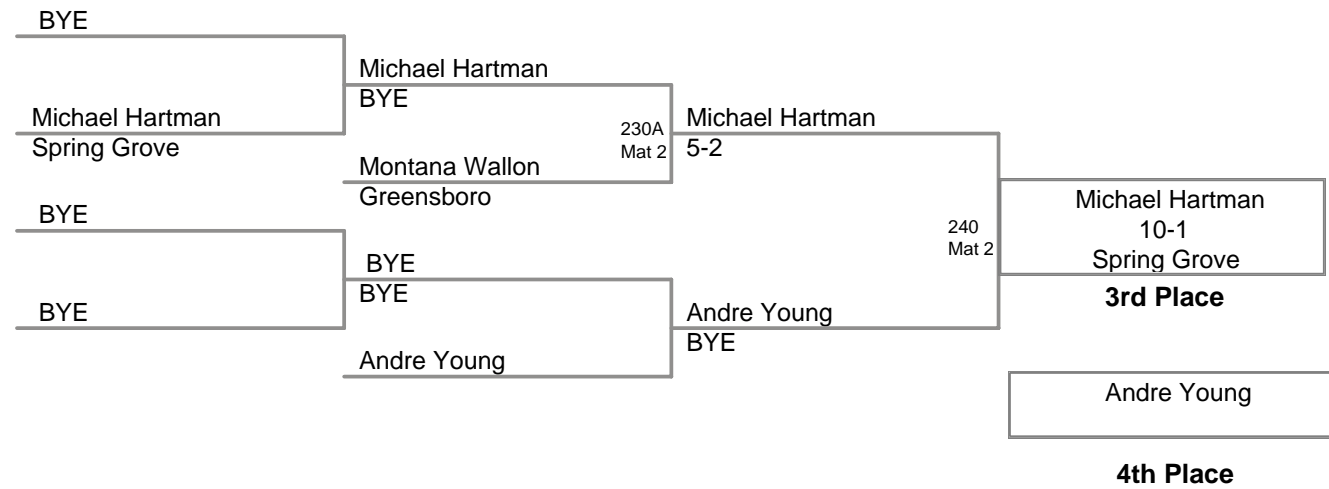 BYE
Michael Hartman
Spring Grove
BYE
BYE
Michael Hartman
BYE
Montana Wallon
Greensboro
BYE
BYE
Andre Young
230A
Mat 2
Michael Hartman
5-2
Andre Young
BYE
240
Mat 2
Michael Hartman
10-1
Spring Grove
3rd Place
Andre Young
4th Place